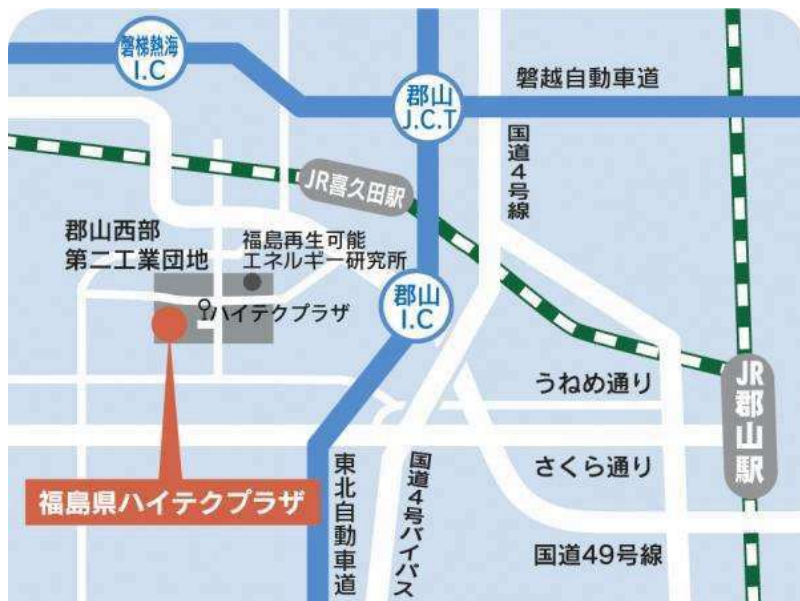 磐梯熱海
I.C
郡山
J.C.T
磐越自動車道
国道4号線
JR喜久田駅
郡山西部
第二工業団地
福島再生可能
エネルギー研究所
ハイテクプラザ
郡山
I.C
うねめ通り
JR郡山駅
さくら通り
福島県ハイテクプラザ
東北自動車道
国道4号バイパス
国道49号線